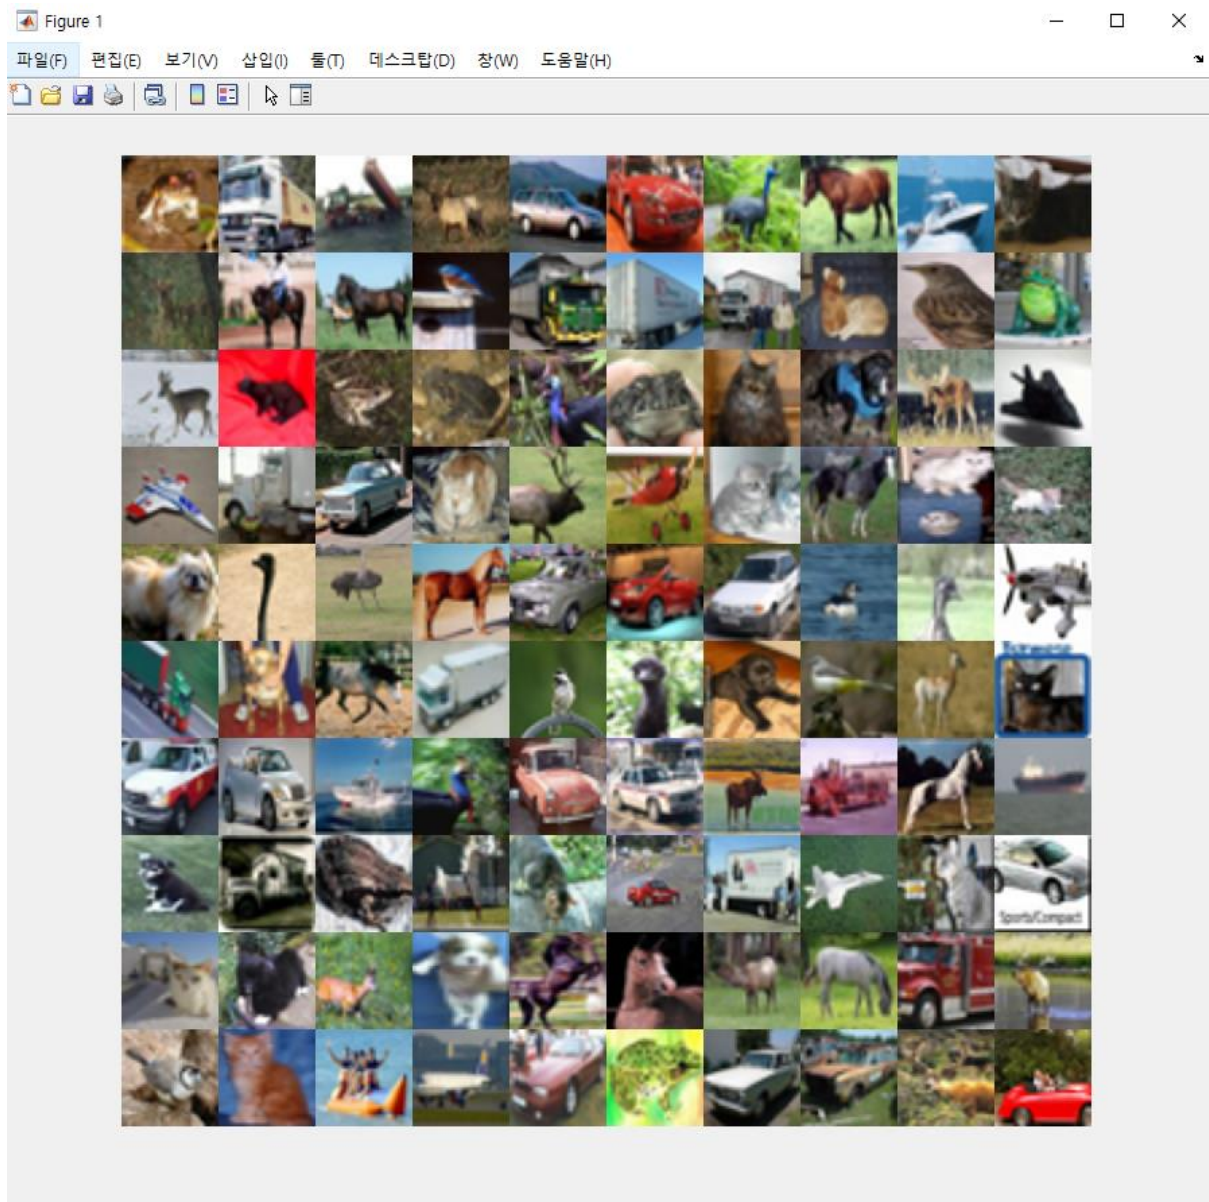 Figure 1
파일(F) 편집(E) 보기(V) 삽입(I) 툴(T) 데스크탑(D) 창(W) 도움말(H)
Burmese
Sports/Compact